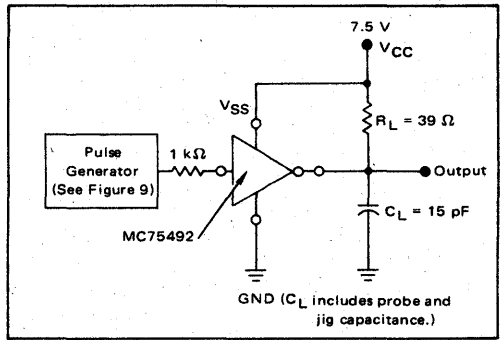 7.5 V
VCC
VSS
RL = 39 Ω
Pulse
Generator
(See Figure 9)
1 kΩ
Output
CL = 15 pF
MC75492
GND (CL includes probe and
jig capacitance.)